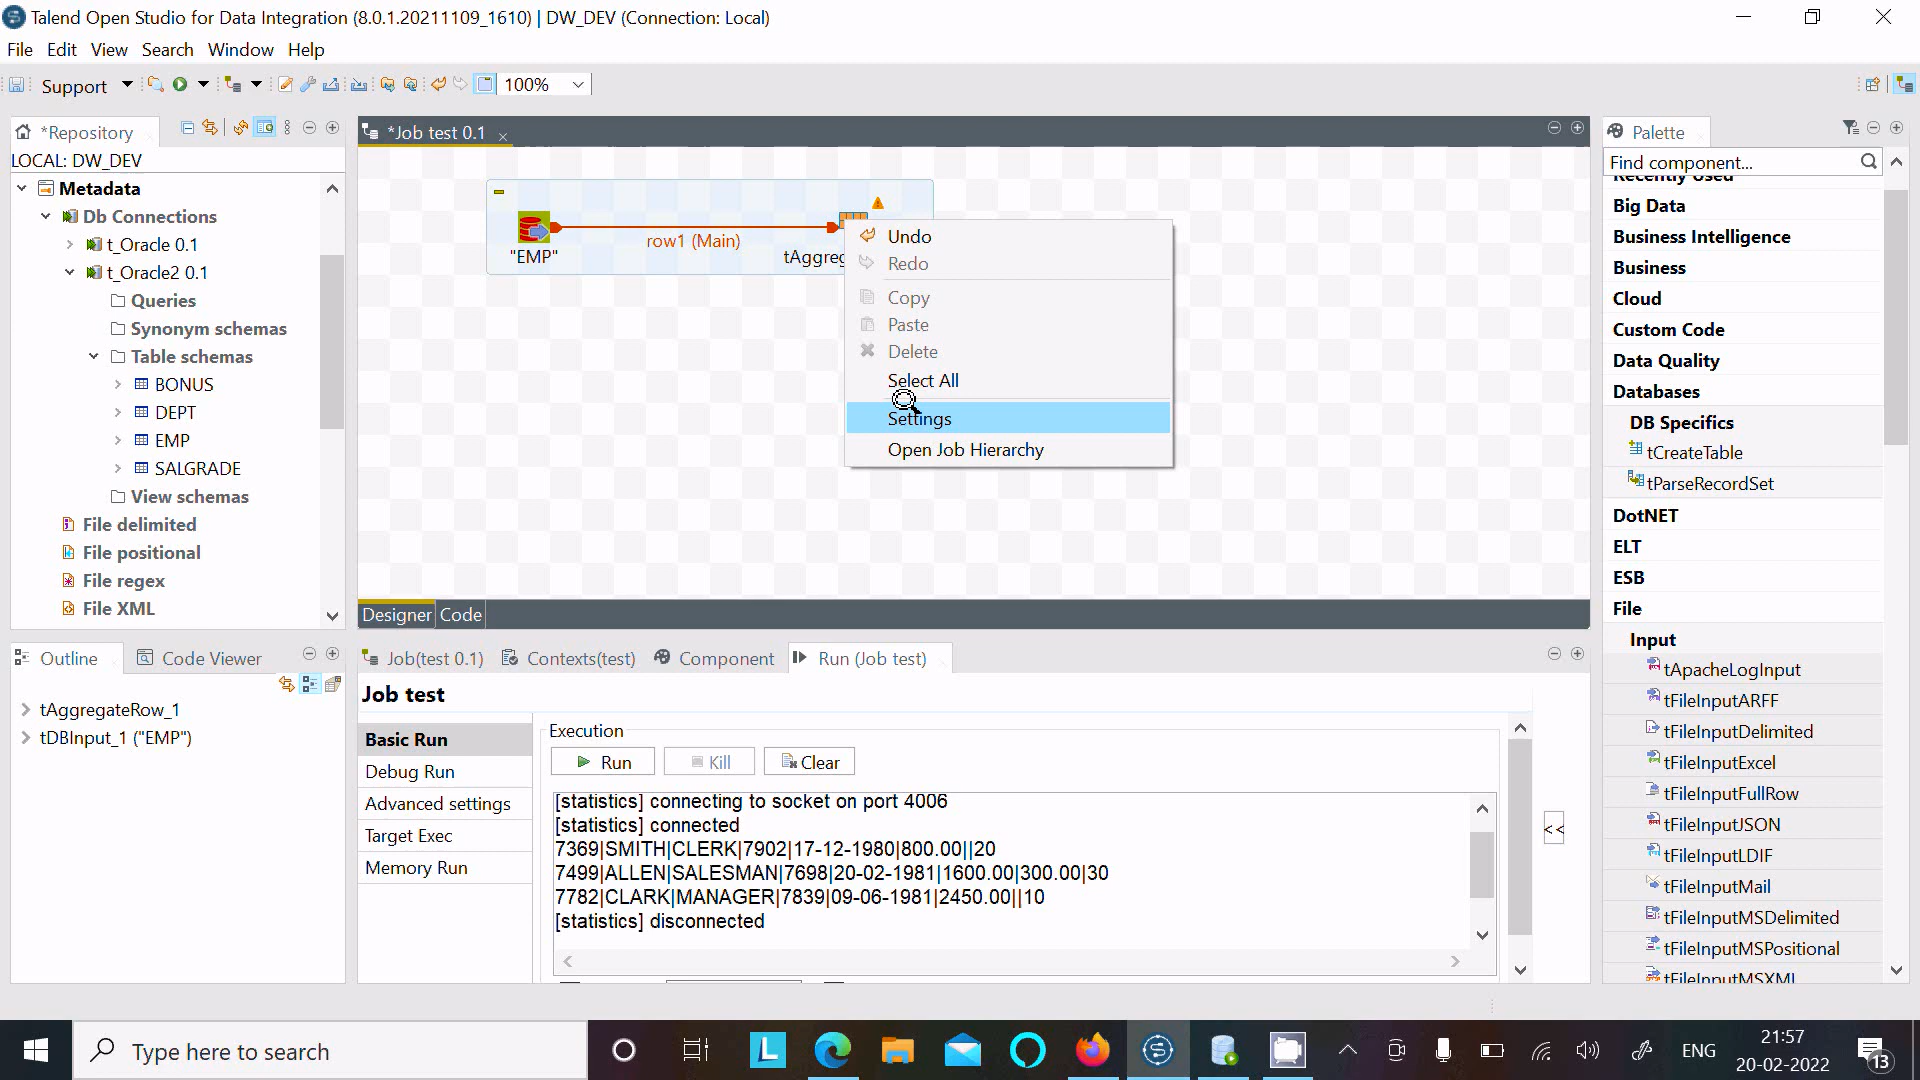 Talend Open Studio for Data Integration (8.0.1.20211109_1610) | DW_DEV (Connection: Local)
File Edit View Search Window Help
Support 100%
*Repository
LOCAL: DW_DEV
Metadata
Db Connections
t_Oracle 0.1
t_Oracle2 0.1
Queries
Synonym schemas
Table schemas
BONUS
DEPT
EMP
SALGRADE
View schemas
File delimited
File positional
File regex
File XML
*Job test 0.1
"EMP"
row1 (Main)
tAggreg
Undo
Redo
Copy
Paste
Delete
Select All
Settings
Open Job Hierarchy
Designer Code
Palette
Find component...
Recently Used
Big Data
Business Intelligence
Business
Cloud
Custom Code
Data Quality
Databases
DB Specifics
tCreateTable
tParseRecordSet
DotNET
ELT
ESB
File
Input
tApacheLogInput
tFileInputARFF
tFileInputDelimited
tFileInputExcel
tFileInputFullRow
tFileInputJSON
tFileInputLDIF
tFileInputMail
tFileInputMSDelimited
tFileInputMSPositional
tFileInputMSXML
Outline Code Viewer
tAggregateRow_1
tDBInput_1 ("EMP")
Job(test 0.1) Contexts(test) Component Run (Job test)
Job test
Basic Run
Debug Run
Advanced settings
Target Exec
Memory Run
Execution
Run Kill Clear
[statistics] connecting to socket on port 4006
[statistics] connected
7369|SMITH|CLERK|7902|17-12-1980|800.00||20
7499|ALLEN|SALESMAN|7698|20-02-1981|1600.00|300.00|30
7782|CLARK|MANAGER|7839|09-06-1981|2450.00||10
[statistics] disconnected
<<
Type here to search
L
ENG
21:57
20-02-2022
13